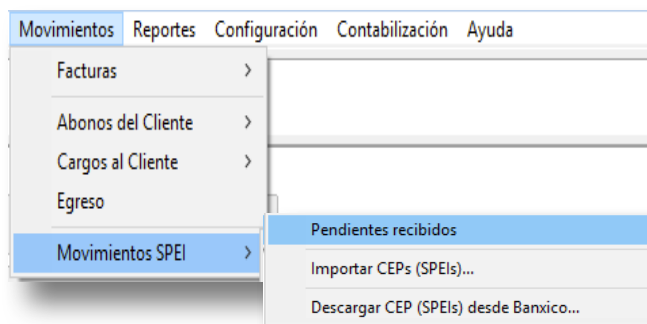 Movimientos Reportes Configuración Contabilización Ayuda
Facturas
Abonos del Cliente
Cargos al Cliente
Egreso
Movimientos SPEI
Pendientes recibidos
Importar CEPs (SPEIs)...
Descargar CEP (SPEIs) desde Banxico...